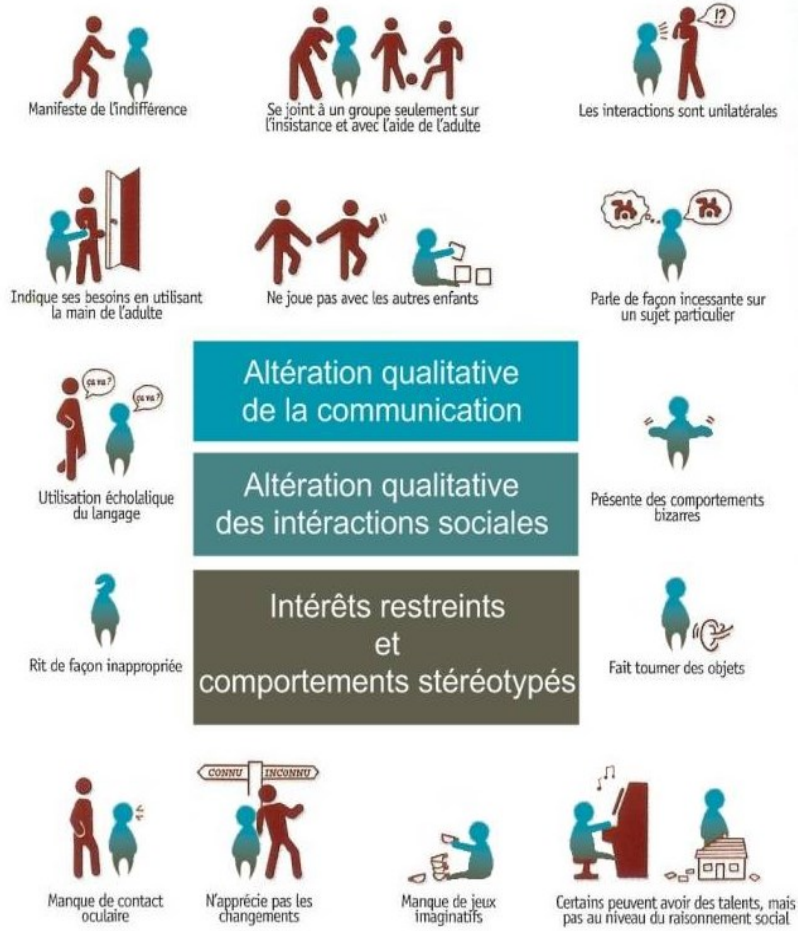 !?
Manifeste de l'indifférence
Se joint à un groupe seulement sur
l'insistance et avec l'aide de l'adulte
Les interactions sont unilatérales
Indique ses besoins en utilisant
la main de l'adulte
Ne joue pas avec les autres enfants
Parle de façon incessante sur
un sujet particulier
Altération qualitative
de la communication
ça va ?
ça va ?
Utilisation écholalique
du langage
Altération qualitative
des intéractions sociales
Présente des comportements
bizarres
Intérêts restreints
et
comportements stéréotypés
Rit de façon inappropriée
Fait tourner des objets
CONNU
INCONNU
Manque de contact
oculaire
N'apprécie pas les
changements
Manque de jeux
imaginatifs
Certains peuvent avoir des talents, mais
pas au niveau du raisonnement social